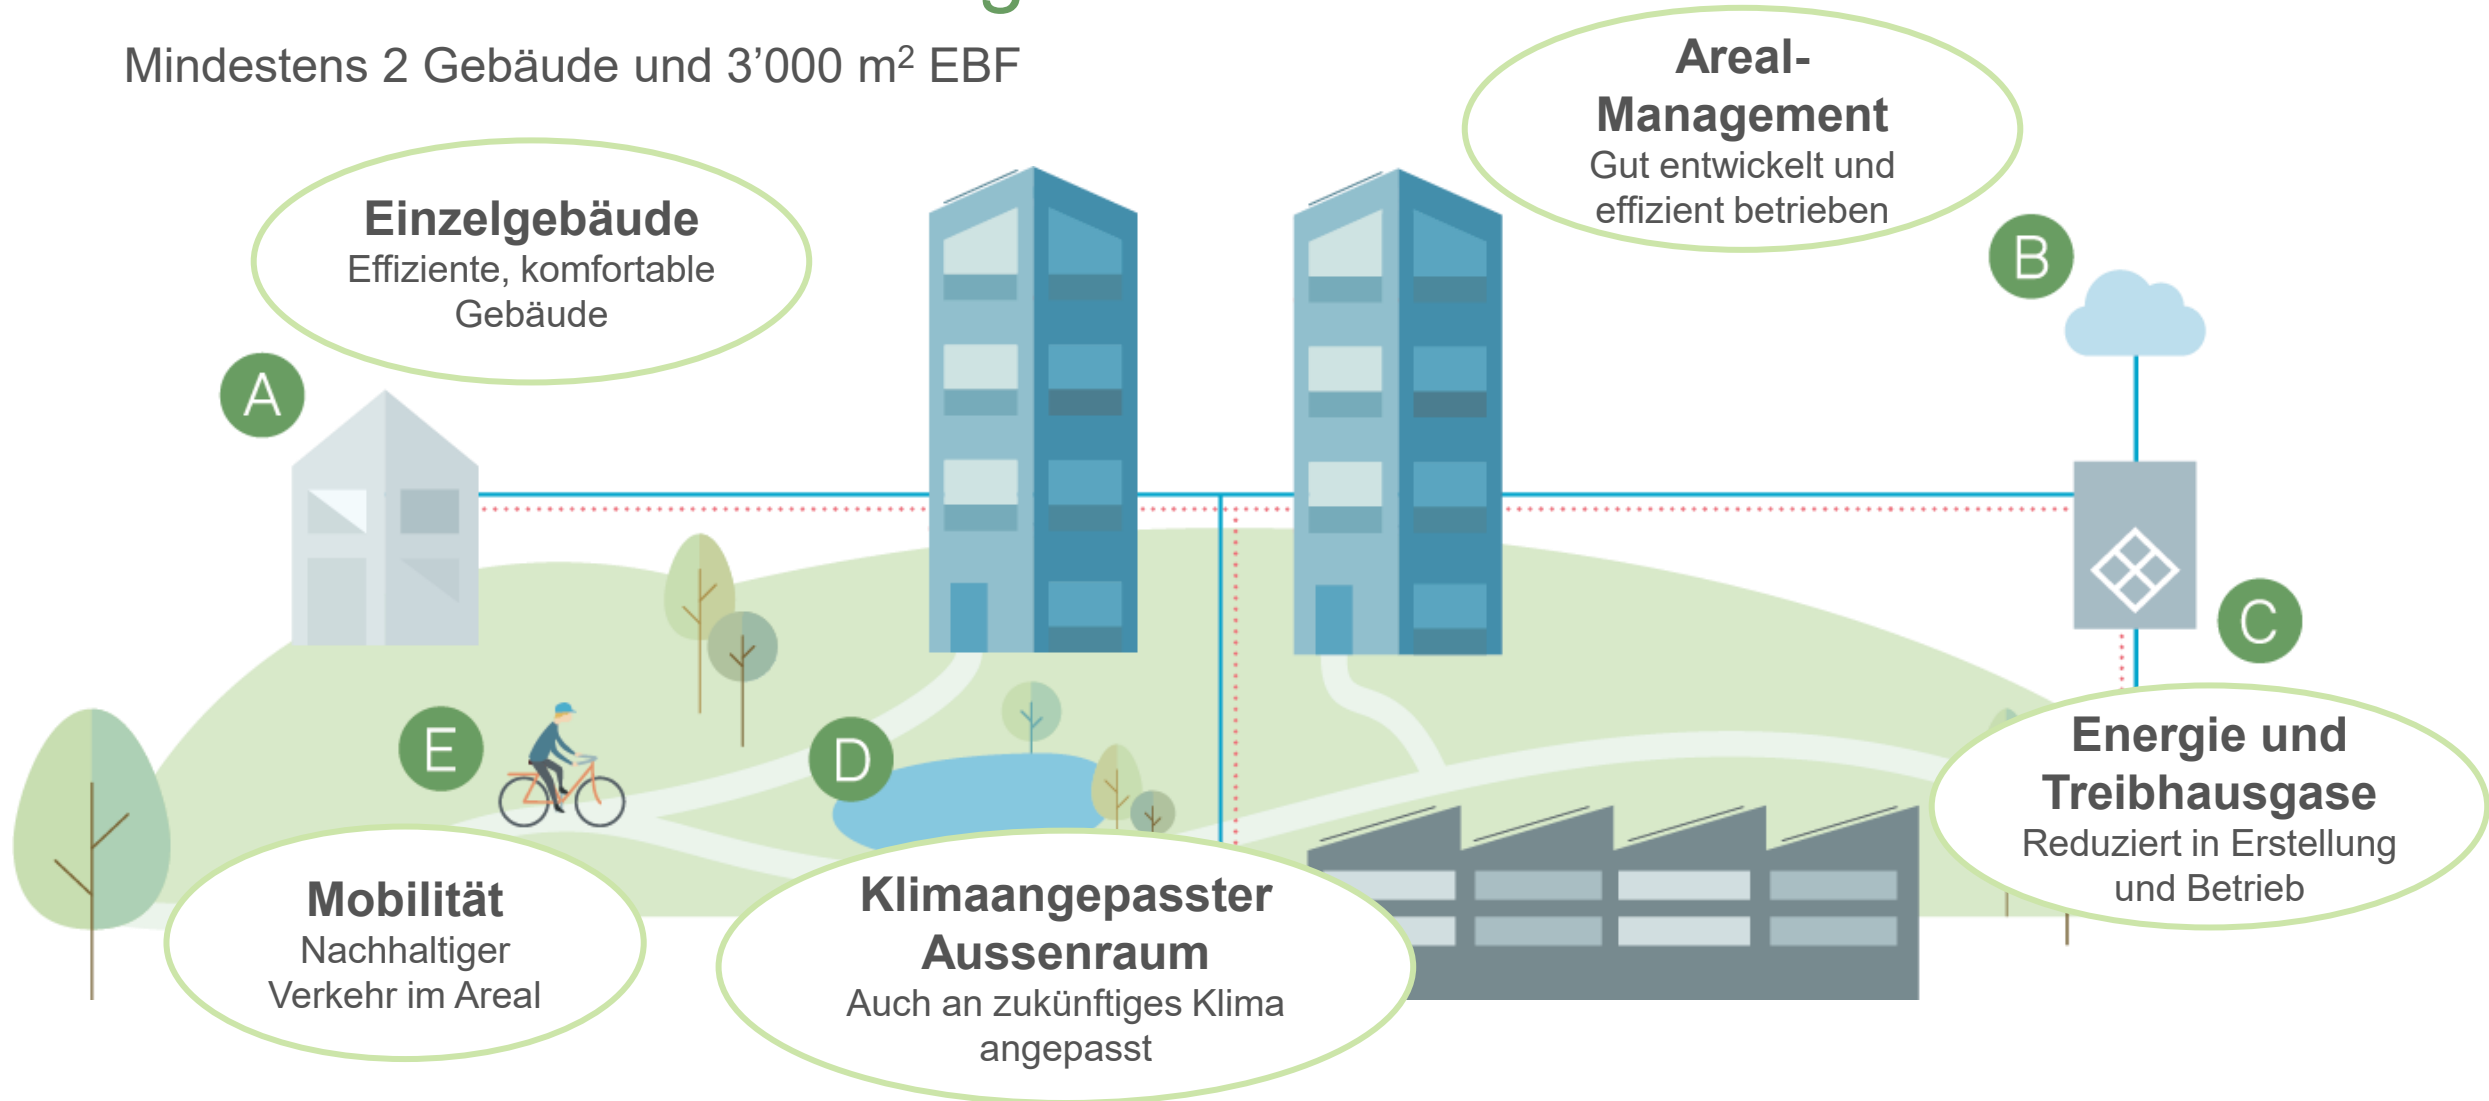 Mindestens 2 Gebäude und 3’000 m² EBF
Areal-
Management
Gut entwickelt und
effizient betrieben
Einzelgebäude
Effiziente, komfortable
Gebäude
B
A
C
E
D
Energie und
Treibhausgase
Reduziert in Erstellung
und Betrieb
Mobilität
Nachhaltiger
Verkehr im Areal
Klimaangepasster
Aussenraum
Auch an zukünftiges Klima
angepasst